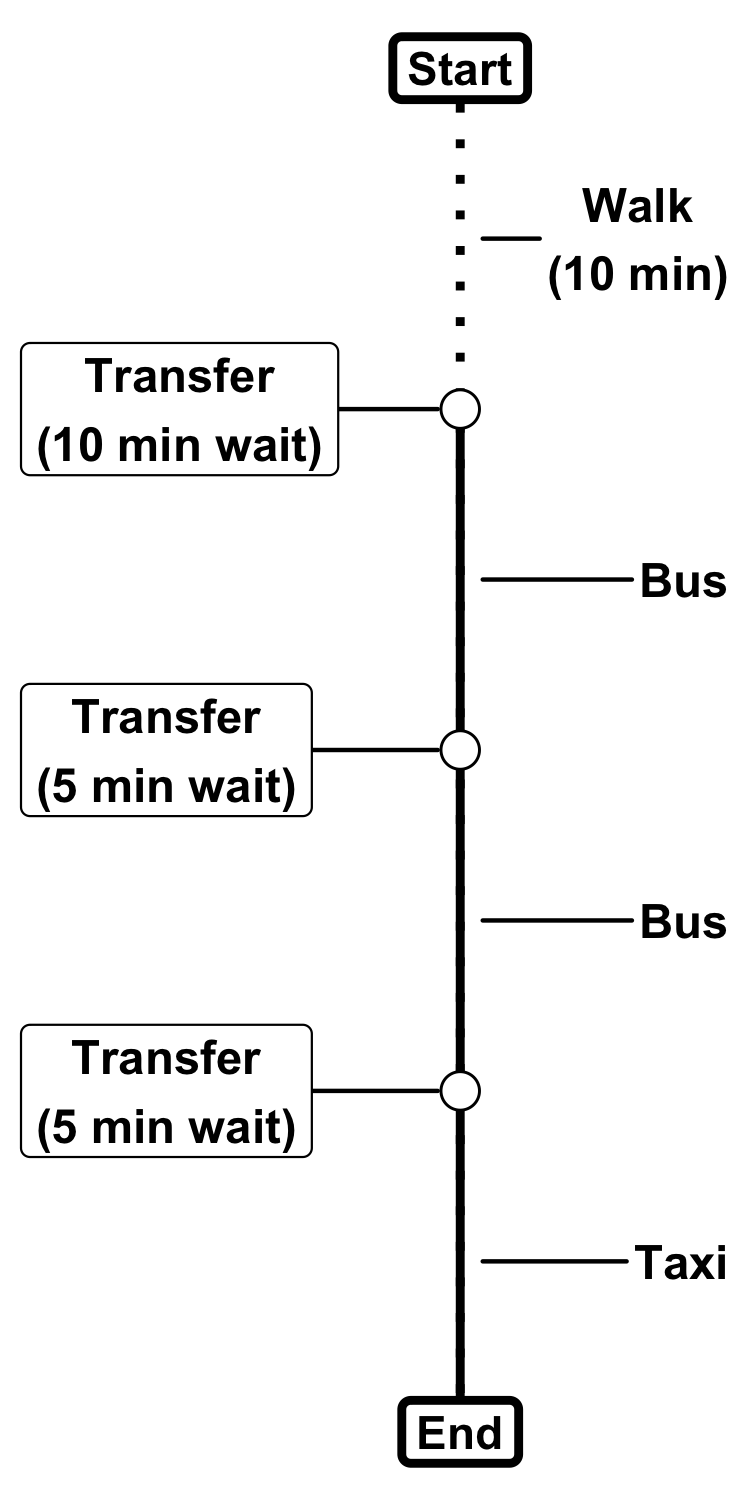 Start
Walk
(10 min)
Transfer
(10 min wait)
Bus
Transfer
(5 min wait)
Bus
Transfer
(5 min wait)
Taxi
End